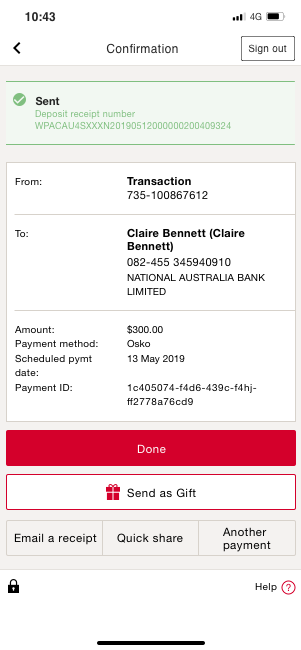 10:43
4G
Confirmation
Sign out
Sent
Deposit receipt number
WPACAU4SXXXN20190512000000200409324
From:
Transaction
735-100867612
To:
Claire Bennett (Claire
Bennett)
082-455 345940910
NATIONAL AUSTRALIA BANK
LIMITED
Amount:
$300.00
Payment method:
Osko
Scheduled pymt
date:
13 May 2019
Payment ID:
1c405074-f4d6-439c-f4hj-
ff2778a76cd9
Done
Send as Gift
Email a receipt
Quick share
Another
payment
Help ?